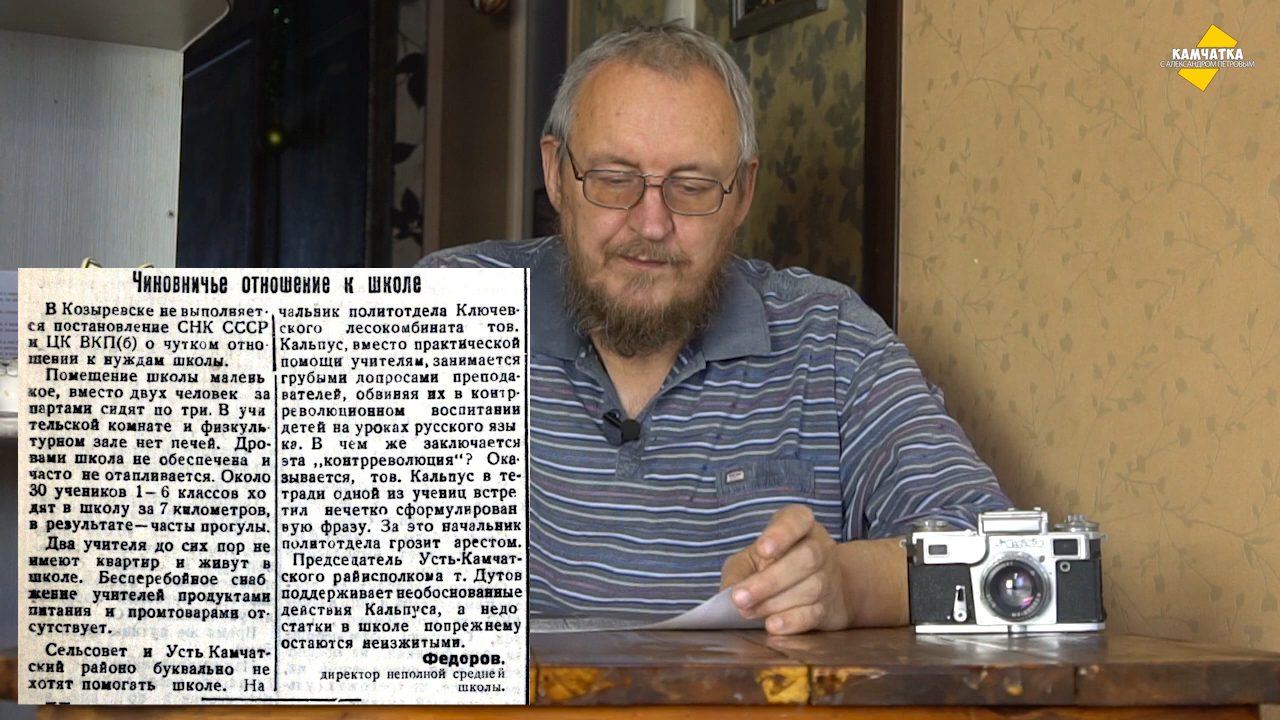 КАМЧАТКА
С АЛЕКСАНДРОМ ПЕТРОВЫМ
Чиновничье отношение к школе
В Козыревске не выполняет-
ся постановление СНК СССР
и ЦК ВКП(б) о чутком отно-
шении к нуждам школы.
Помещение школы малень
кое, вместо двух человек за
партами сидят по три. В учи
тельской комнате и физкуль-
турном зале нет печей. Дро-
вами школа не обеспечена и
часто не отапливается. Около
30 учеников 1—6 классов хо
дят в школу за 7 километров,
в результате—часты прогулы.
Два учителя до сих пор не
имеют квартир и живут в
школе. Бесперебойное снаб
жение учителей продуктами
питания и промтоварами от-
сутствует.
Сельсовет и Усть Камчат-
ский районо буквально не
хотят помогать школе. На
чальник политотдела Ключев-
ского лесокомбината тов.
Кальпус, вместо практической
помощи учителям, занимается
грубыми допросами препода-
вателей, обвиняя их в контр-
революционном воспитании
детей на уроках русского язы
ка. В чем же заключается
эта „контрреволюция“? Ока-
зывается, тов. Кальпус в те-
тради одной из учениц встре
тил нечетко сформулирован
ную фразу. За это начальник
политотдела грозит арестом.
Председатель Усть-Камчат-
ского райисполкома т. Дутов
поддерживает необоснованные
действия Кальпуса, а недо
статки в школе попрежнему
остаются неизжитыми.
Федоров.
директор неполной средней
школы.